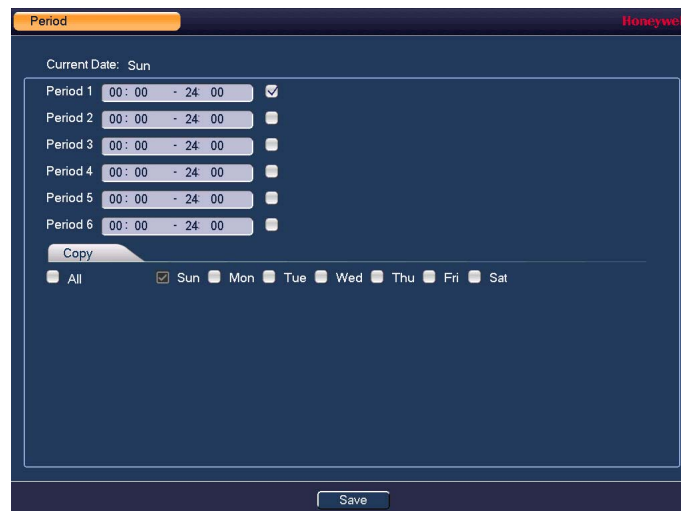 Period
Honeywe
Current Date: Sun
Period 1 00: 00 - 24: 00
Period 2 00: 00 - 24: 00
Period 3 00: 00 - 24: 00
Period 4 00: 00 - 24: 00
Period 5 00: 00 - 24: 00
Period 6 00: 00 - 24: 00
Copy
All Sun Mon Tue Wed Thu Fri Sat
Save